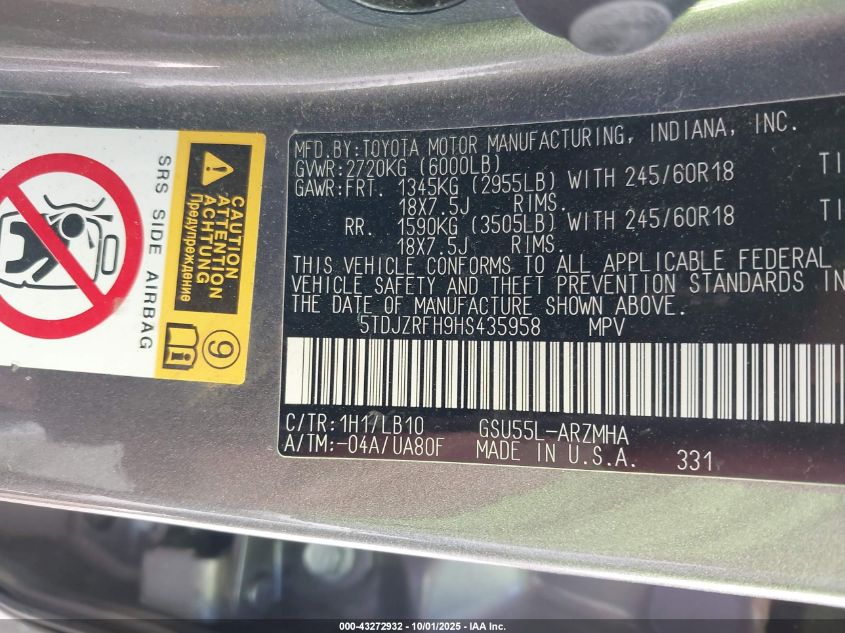 SRS SIDE AIRBAG
CAUTION
ATTENTION
ACHTUNG
Предупреждение
9
MFD.BY:TOYOTA MOTOR MANUFACTURING, INDIANA, INC.
GVWR:2720KG (6000LB)
GAWR:FRT. 1345KG (2955LB) WITH 245/60R18 TI
18X7.5J RIMS.
RR. 1590KG (3505LB) WITH 245/60R18 TI
18X7.5J RIMS.
THIS VEHICLE CONFORMS TO ALL APPLICABLE FEDERAL
VEHICLE SAFETY AND THEFT PREVENTION STANDARDS IN
THE DATE OF MANUFACTURE SHOWN ABOVE.
5TDJZRFH9HS435958 MPV
C/TR:1H1/LB10 GSU55L-ARZMHA
A/TM:-04A/UA80F MADE IN U.S.A. 331
000-43272932 | 10/01/2025 | IAA Inc.